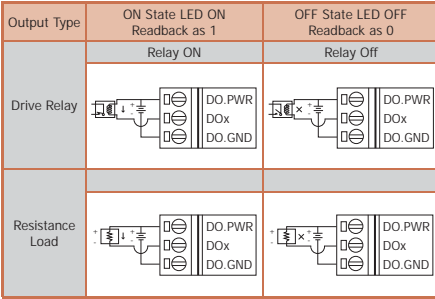 Output Type
ON State LED ON
Readback as 1
OFF State LED OFF
Readback as 0
Relay ON
Relay Off
Drive Relay
+
-
DO.PWR
DOx
DO.GND
×
+
-
DO.PWR
DOx
DO.GND
Resistance
Load
+
-
+
-
DO.PWR
DOx
DO.GND
+
-
×
+
-
DO.PWR
DOx
DO.GND